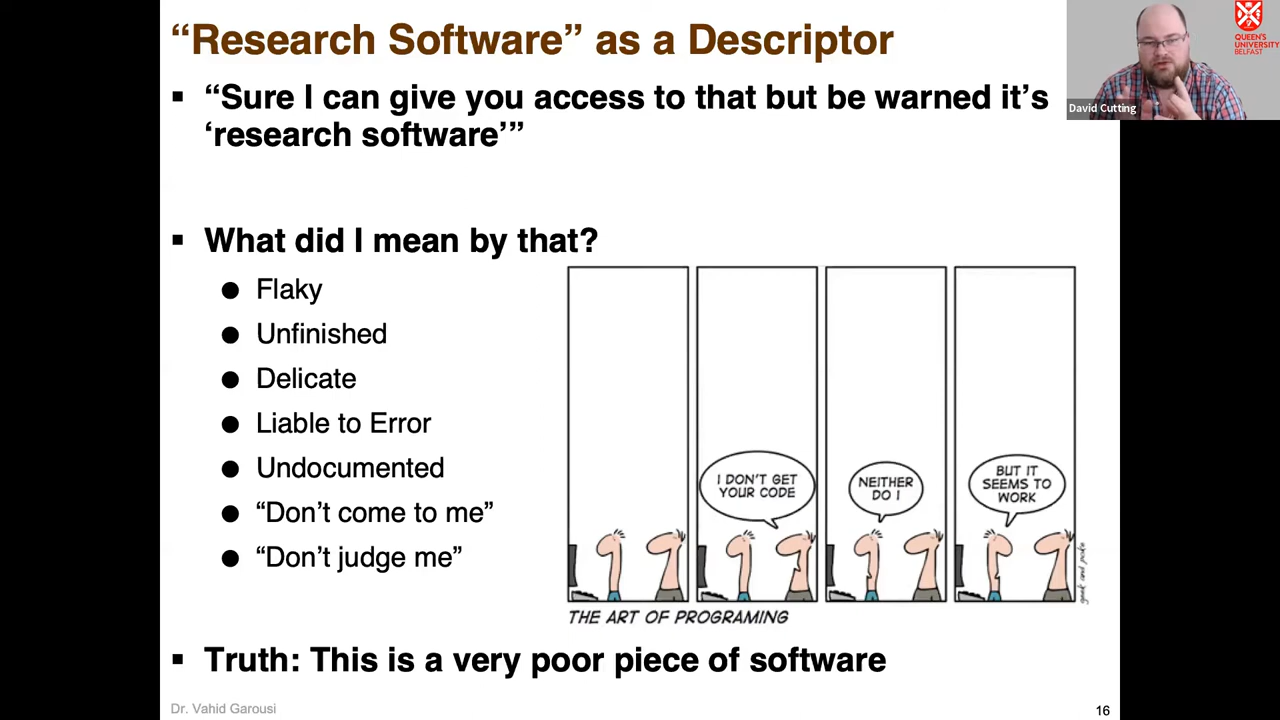 “Research Software” as a Descriptor
QUEEN'S
UNIVERSITY
BELFAST
David Cutting
▪ “Sure I can give you access to that but be warned it’s
‘research software’”
▪ What did I mean by that?
● Flaky
● Unfinished
● Delicate
● Liable to Error
● Undocumented
● “Don’t come to me”
● “Don’t judge me”
I DON'T GET
YOUR CODE
NEITHER
DO I
BUT IT
SEEMS TO
WORK
geek and poke
THE ART OF PROGRAMING
▪ Truth: This is a very poor piece of software
Dr. Vahid Garousi
16